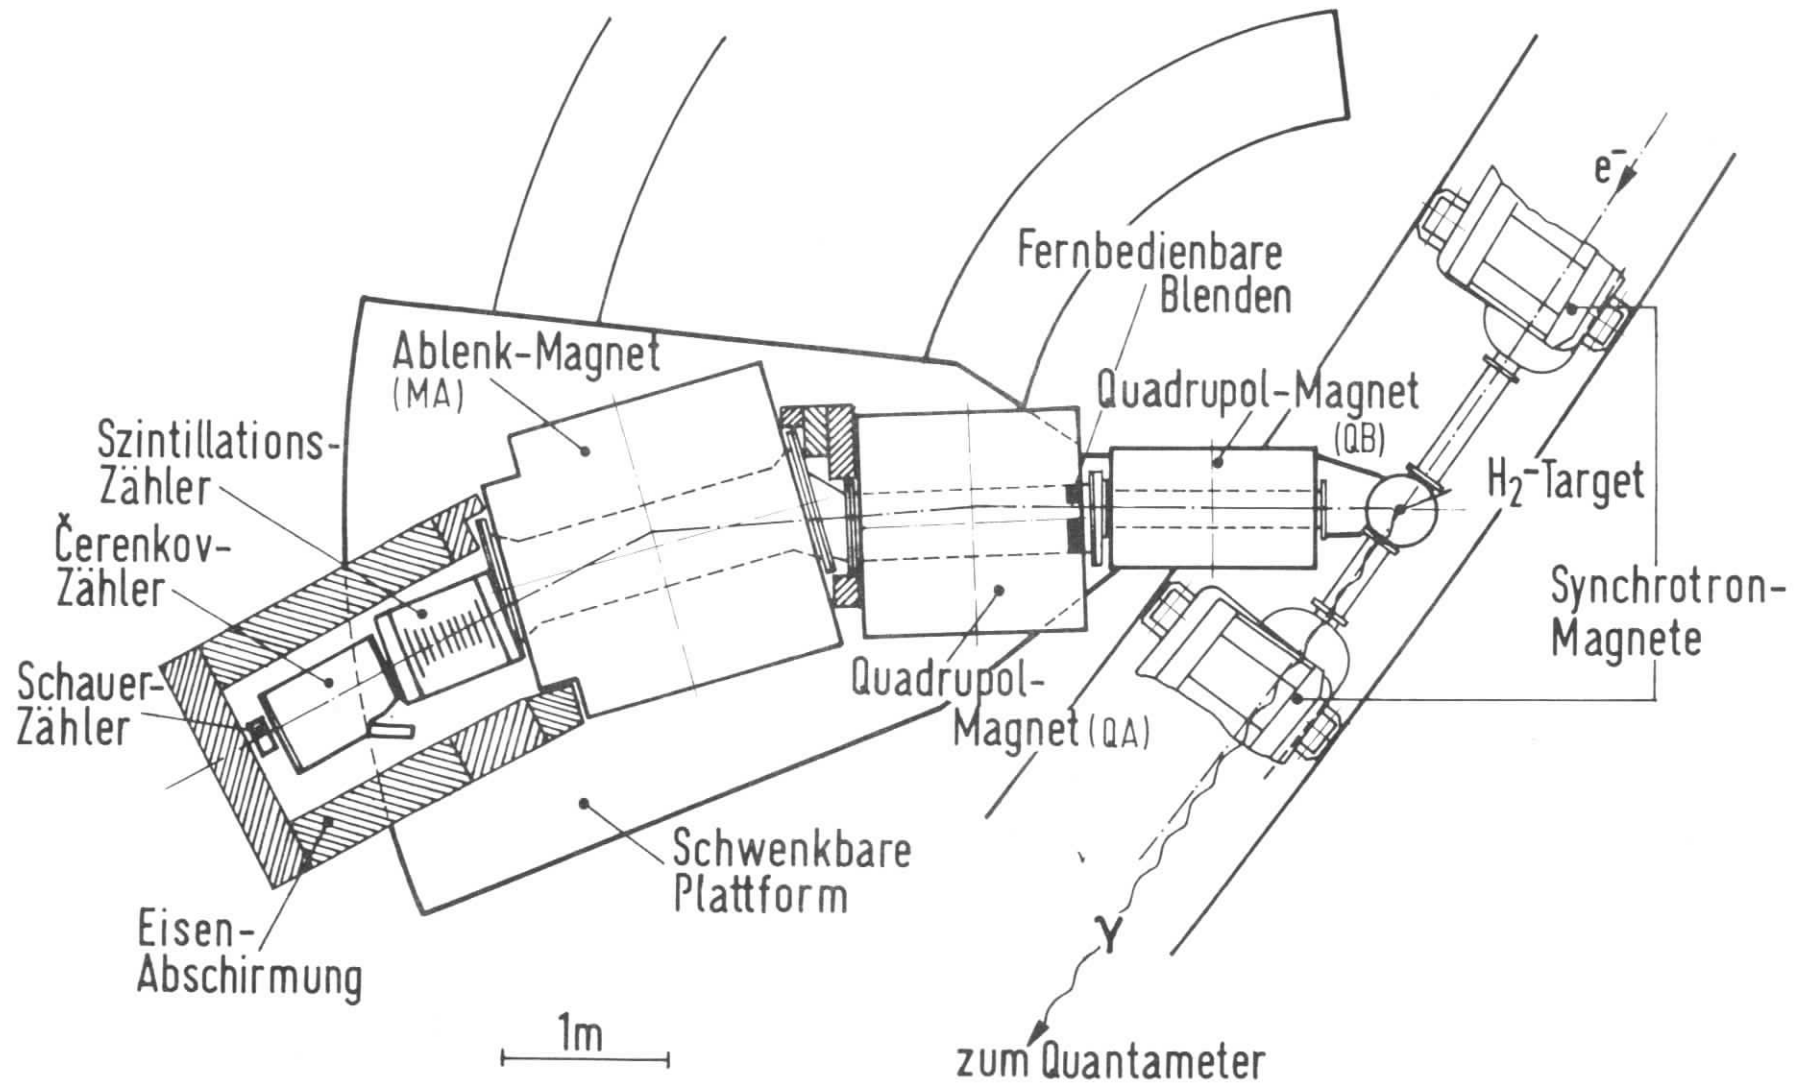 e⁻
Fernbedienbare
Blenden
Ablenk-Magnet
(MA)
Quadrupol-Magnet
(QB)
Szintillations-
Zähler
H₂-Target
Čerenkov-
Zähler
Synchrotron-
Magnete
Schauer-
Zähler
Quadrupol-
Magnet (QA)
Schwenkbare
Plattform
Eisen-
Abschirmung
γ
1m
zum Quantameter